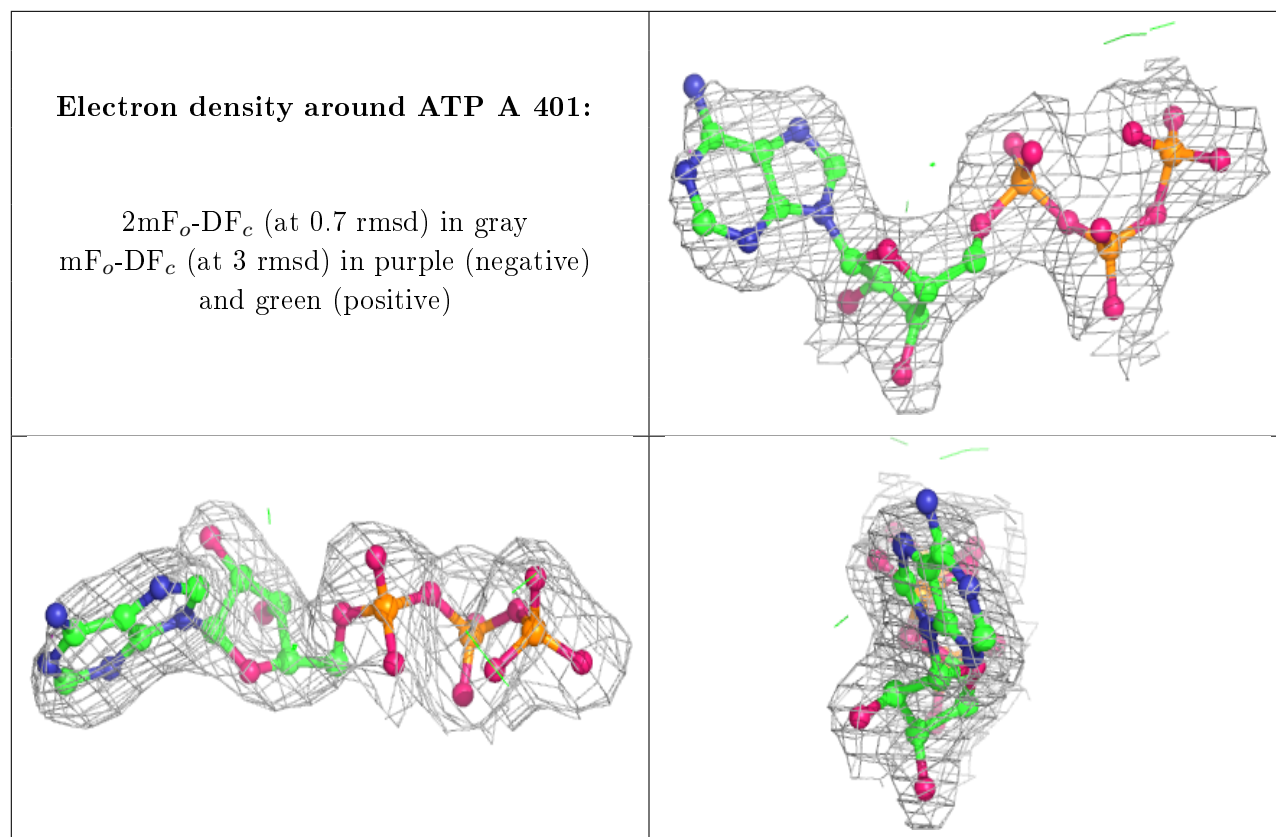 Electron density around ATP A 401:
2mFₒ-DF𝒸 (at 0.7 rmsd) in gray
mFₒ-DF𝒸 (at 3 rmsd) in purple (negative)
and green (positive)